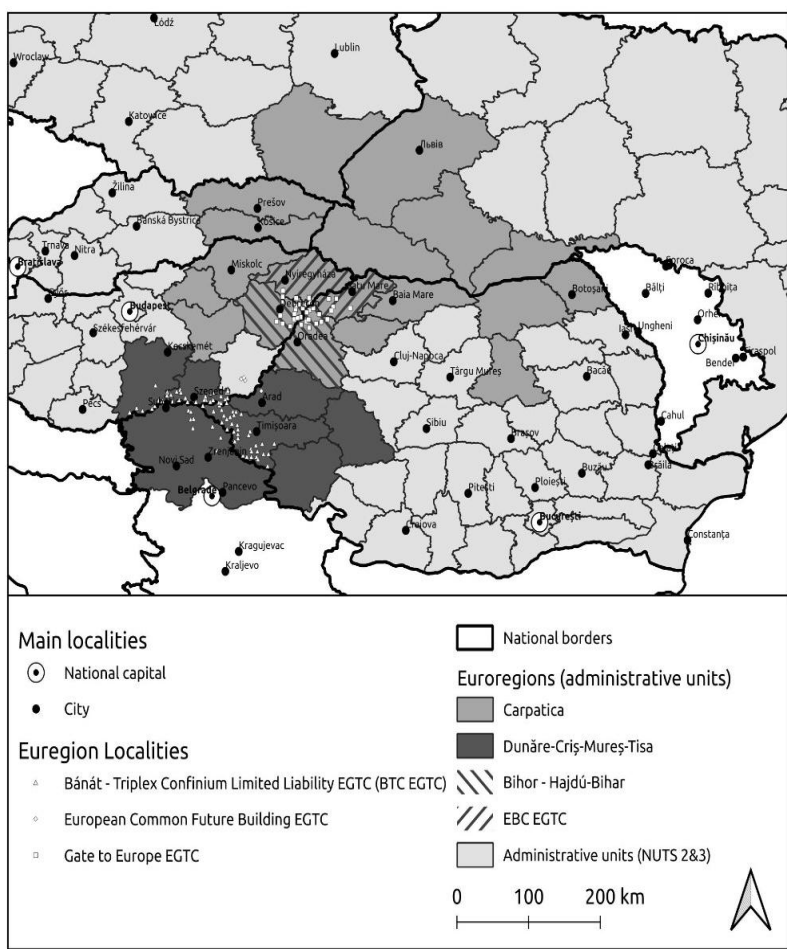 Łódź
Lublin
Wroclaw
Katowice
Львів
Žilina
Prešov
Košice
Banská Bystrica
Trnava
Nitra
Bratislava
Miskolc
Nyíregyháza
Satu Mare
Baia Mare
Botoșani
Soroca
Bălți
Rîbnița
Budapest
Orhei
Székesfehérvár
Oradea
Iași
Ungheni
Chișinău
Kecskemét
Cluj-Napoca
Târgu Mureș
Bacău
Bender
Tiraspol
Pécs
Szeged
Arad
Timișoara
Sibiu
Brașov
Cahul
Novi Sad
Zrenjanin
Brăila
Buzău
Belgrade
Pancevo
Pitești
Ploiești
București
Craiova
Constanța
Kragujevac
Kraljevo
Main localities
National capital
City
Euregion Localities
Bánát - Triplex Confinium Limited Liability EGTC (BTC EGTC)
European Common Future Building EGTC
Gate to Europe EGTC
National borders
Euroregions (administrative units)
Carpatica
Dunăre-Criș-Mureș-Tisa
Bihor - Hajdú-Bihar
EBC EGTC
Administrative units (NUTS 2&3)
0 100 200 km